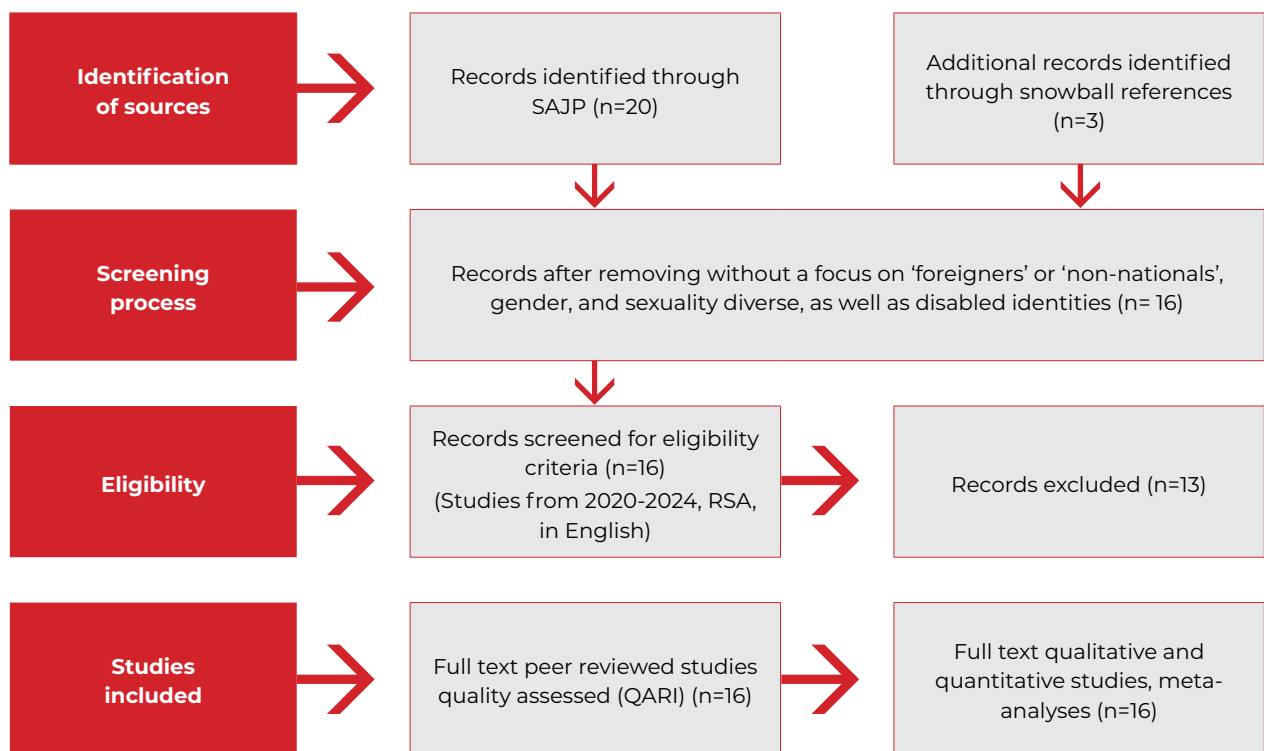 Identification
of sources
Records identified through
SAJP (n=20)
Additional records identified
through snowball references
(n=3)
Screening
process
Records after removing without a focus on ‘foreigners’ or ‘non-nationals’,
gender, and sexuality diverse, as well as disabled identities (n= 16)
Eligibility
Records screened for eligibility
criteria (n=16)
(Studies from 2020-2024, RSA,
in English)
Records excluded (n=13)
Studies
included
Full text peer reviewed studies
quality assessed (QARI) (n=16)
Full text qualitative and
quantitative studies, meta-
analyses (n=16)